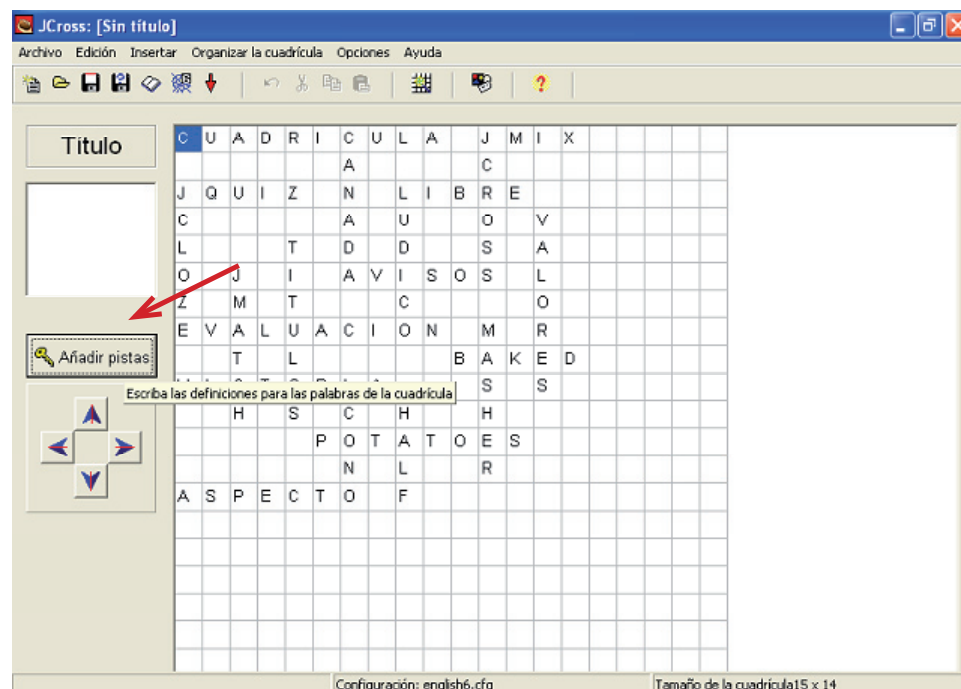 JCross: [Sin título]
Archivo Edición Insertar Organizar la cuadrícula Opciones Ayuda
Título
Añadir pistas
C U A D R I C U L A J M I X
A C
J Q U I Z N L I B R E
C A U O V
L T D D S A
O J I A V I S O S L
Z M T C O
E V A L U A C I O N M R
T L B A K E D
S S
Escriba las definiciones para las palabras de la cuadrícula
H S C H H
P O T A T O E S
N L R
A S P E C T O F
Configuración: english6.cfg
Tamaño de la cuadrícula15 x 14